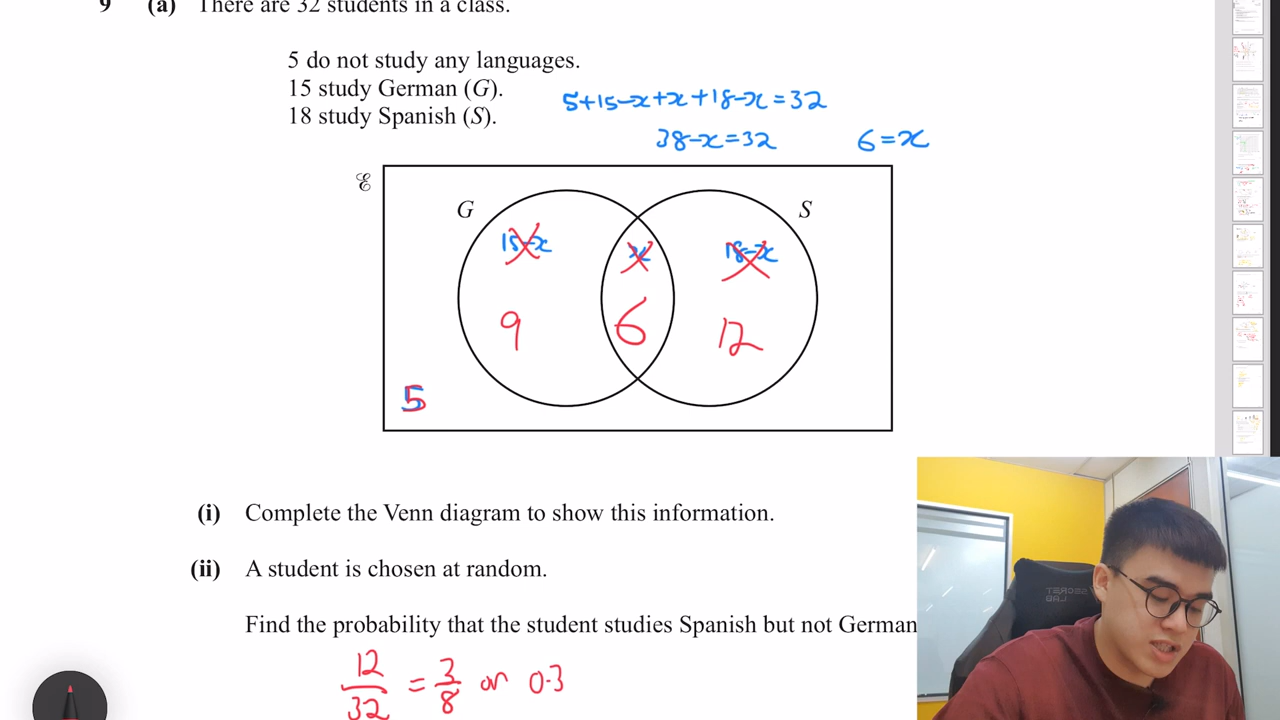 9 (a) There are 32 students in a class.
5 do not study any languages.
15 study German (G).
18 study Spanish (S).
5+15-x+x+18-x=32
38-x=32 6=x
ℰ
G S
15-x x 18-x
9 6 12
5
(i) Complete the Venn diagram to show this information.
(ii) A student is chosen at random.
Find the probability that the student studies Spanish but not German
12/32 = 3/8 or 0.3